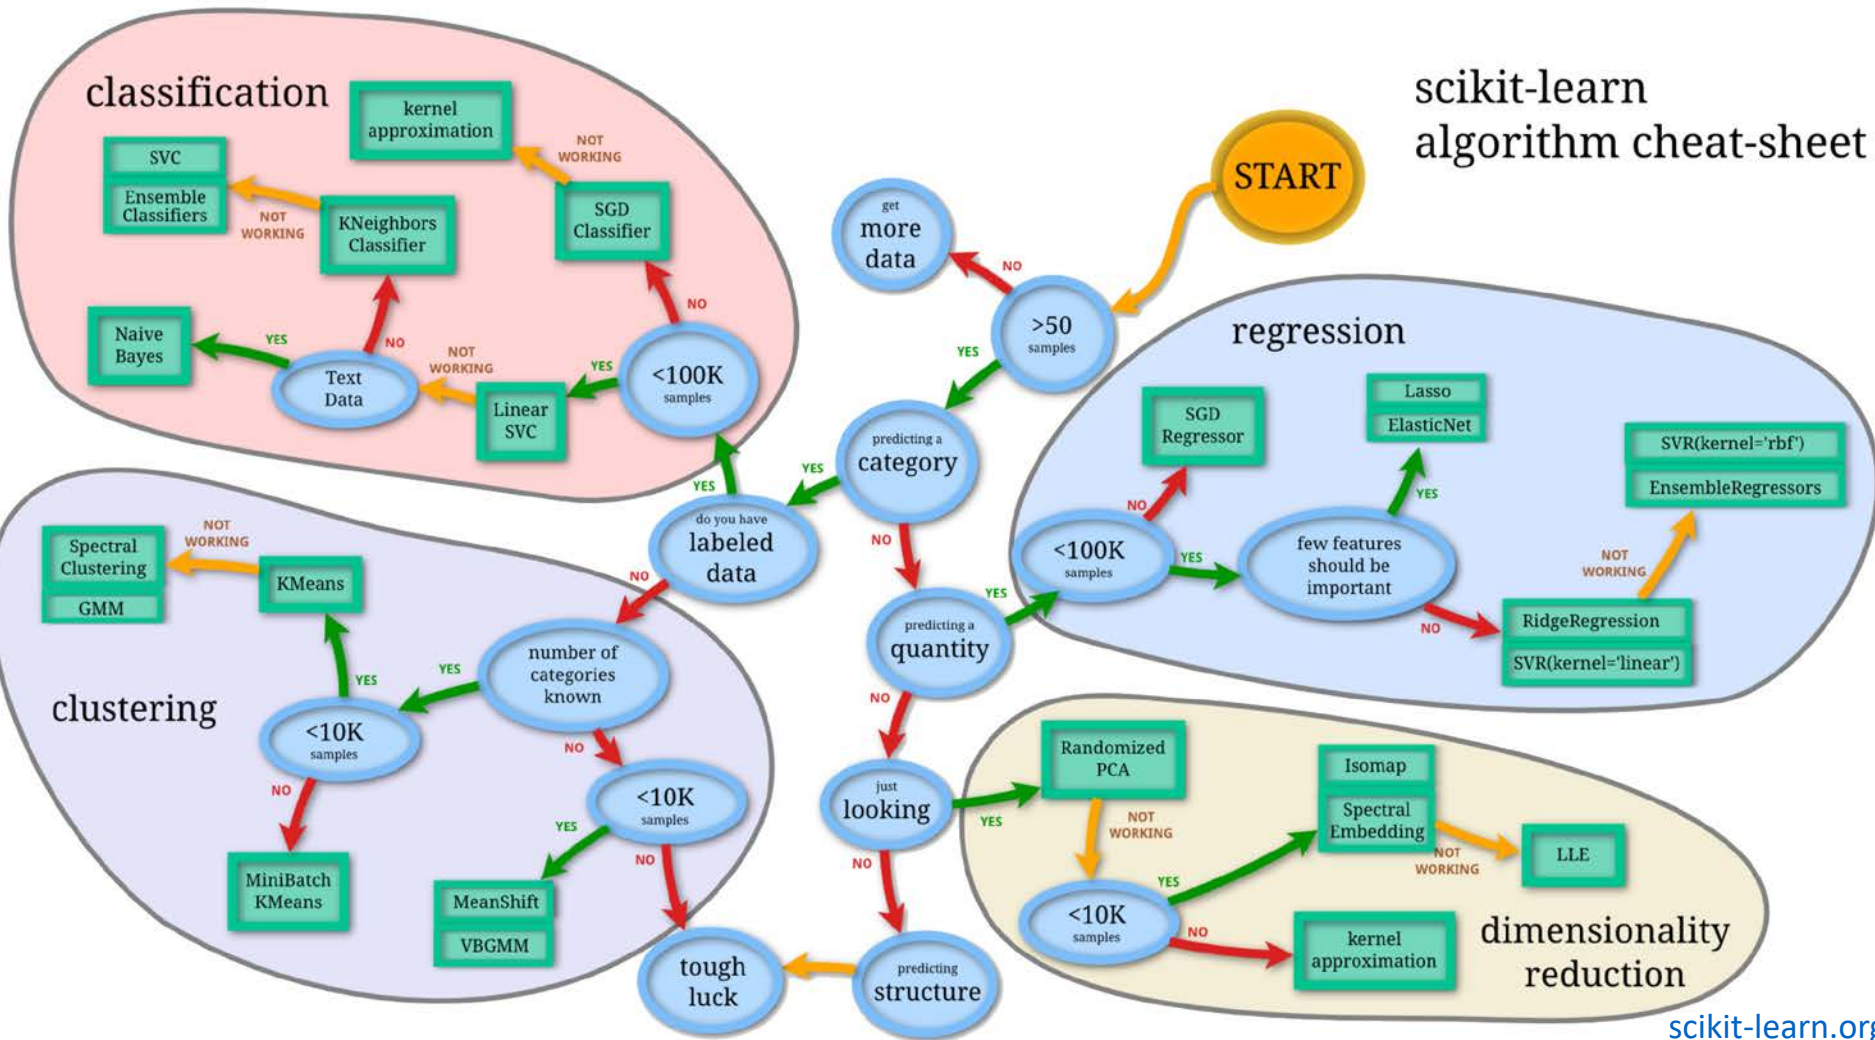 scikit-learn
algorithm cheat-sheet
START
get
more
data
NO
>50
samples
YES
predicting a
category
YES
NO
do you have
labeled
data
YES
NO
predicting a
quantity
YES
NO
just
looking
YES
NO
predicting
structure
tough
luck
classification
kernel
approximation
NOT
WORKING
SVC
Ensemble
Classifiers
NOT
WORKING
KNeighbors
Classifier
SGD
Classifier
NO
Naive
Bayes
YES
NO
Text
Data
NOT
WORKING
Linear
SVC
YES
<100K
samples
regression
SGD
Regressor
NO
Lasso
ElasticNet
YES
SVR(kernel='rbf')
EnsembleRegressors
<100K
samples
YES
few features
should be
important
NOT
WORKING
NO
RidgeRegression
SVR(kernel='linear')
clustering
Spectral
Clustering
GMM
NOT
WORKING
KMeans
number of
categories
known
YES
YES
<10K
samples
NO
NO
<10K
samples
YES
NO
MiniBatch
KMeans
MeanShift
VBGMM
Randomized
PCA
NOT
WORKING
Isomap
Spectral
Embedding
NOT
WORKING
LLE
YES
<10K
samples
NO
kernel
approximation
dimensionality
reduction
scikit-learn.org